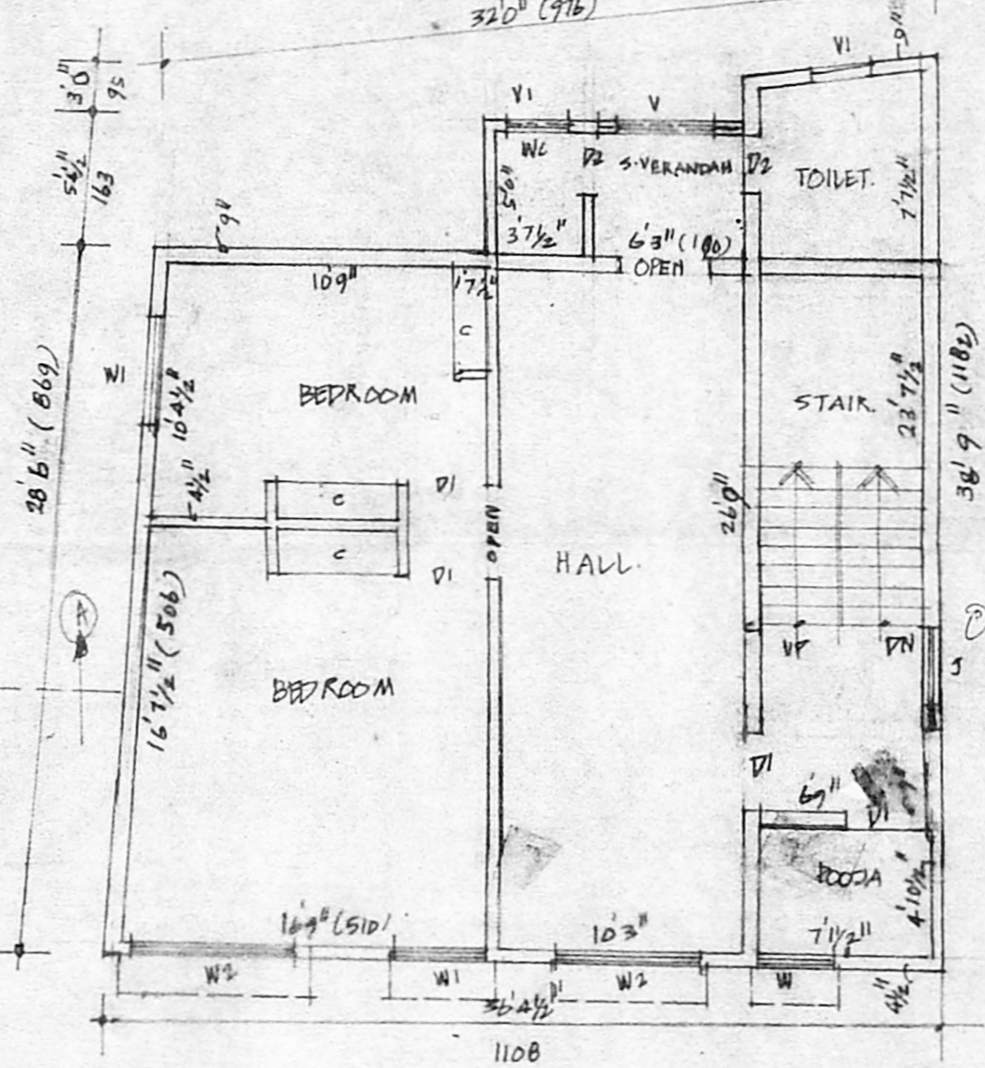 32'0" (976)
V1
9"
3'0"
95
V1
V
WC
D2
S.VERANDAH
D2
TOILET.
7'7½"
5'4½"
163
5'0"
3'7½"
6'3" (190)
OPEN
9"
10'9"
1'7½"
C
W1
BEDROOM
10'4½"
STAIR.
23'7½"
38'9" (1182)
28'6" (869)
4½"
C
C
D1
D1
OPEN
26'0"
HALL.
16'7½" (506)
BEDROOM
UP
DN
J
D1
6'9"
D1
POOJA
4'10½"
16'9" (510)
10'3"
7'1½"
W2
W1
W2
W
4½"
36'4½"
1108